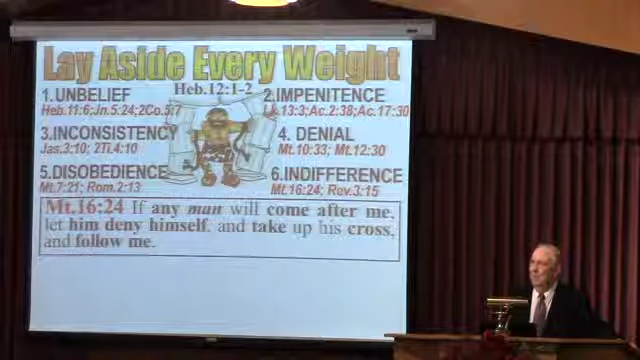 Lay Aside Every Weight
Heb.12:1-2
1.UNBELIEF
Heb.11:6;Jn.5:24;2Co.5:7
2.IMPENITENCE
Lk.13:3;Ac.2:38;Ac.17:30
3.INCONSISTENCY
Jas.3:10; 2Ti.4:10
4. DENIAL
Mt.10:33; Mt.12:30
5.DISOBEDIENCE
Mt.7:21; Rom.2:13
6.INDIFFERENCE
Mt.16:24; Rev.3:15
Mt.16:24 If any man will come after me,
let him deny himself, and take up his cross,
and follow me.